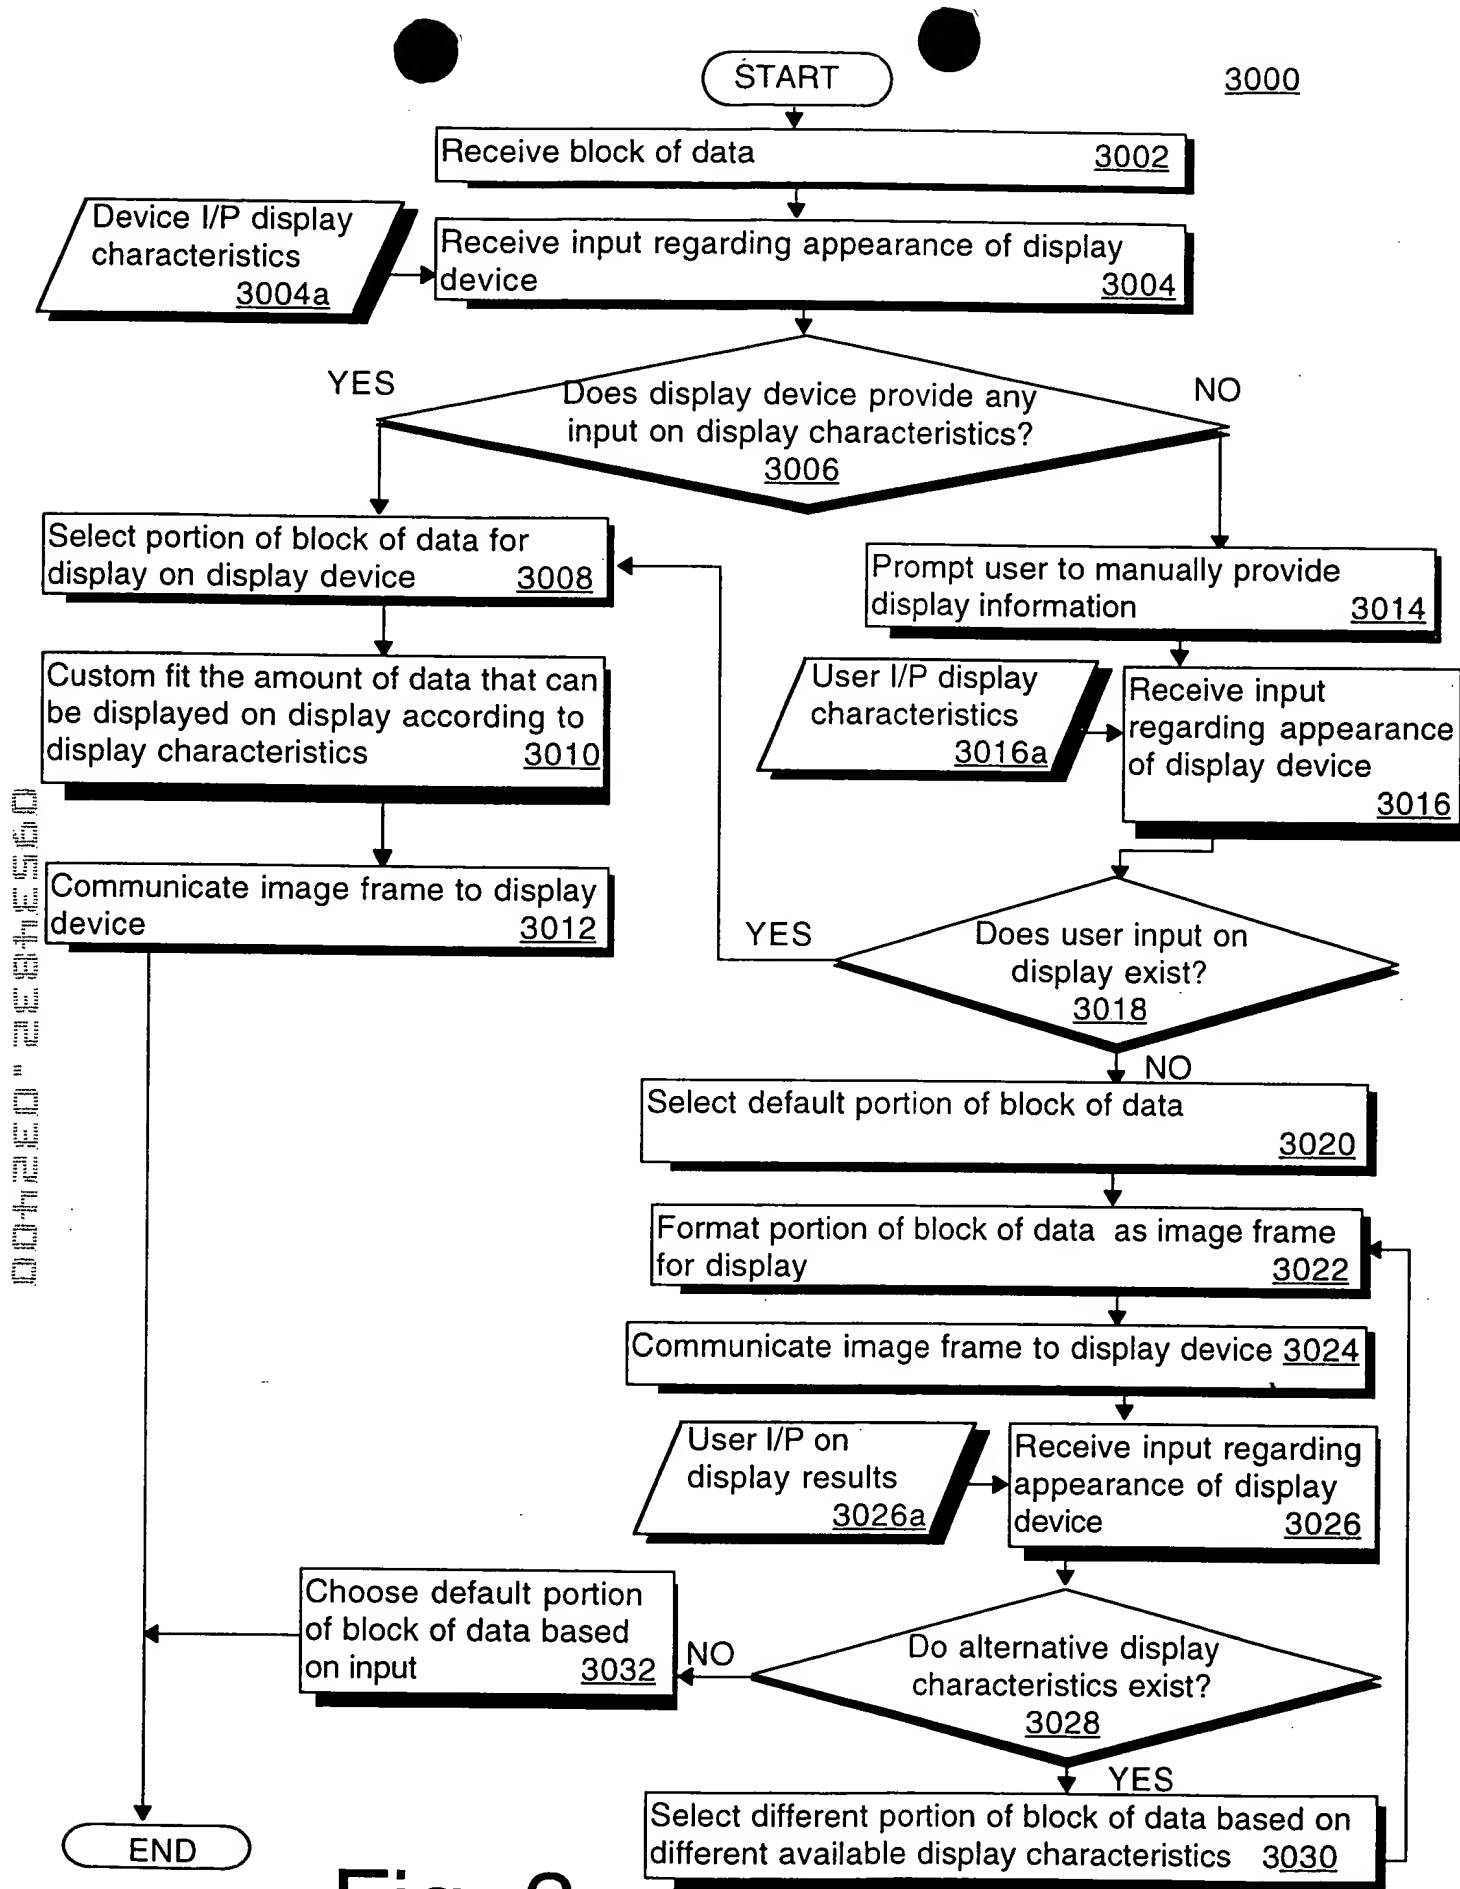 START
3000
Receive block of data 3002
Device I/P display
characteristics
3004a
Receive input regarding appearance of display
device 3004
YES
NO
Does display device provide any
input on display characteristics?
3006
Select portion of block of data for
display on display device 3008
Prompt user to manually provide
display information 3014
Custom fit the amount of data that can
be displayed on display according to
display characteristics 3010
User I/P display
characteristics
3016a
Receive input
regarding appearance
of display device
3016
Communicate image frame to display
device 3012
YES
Does user input on
display exist?
3018
NO
Select default portion of block of data
3020
Format portion of block of data as image frame
for display 3022
Communicate image frame to display device 3024
User I/P on
display results
3026a
Receive input regarding
appearance of display
device 3026
Choose default portion
of block of data based
on input 3032
NO
Do alternative display
characteristics exist?
3028
YES
Select different portion of block of data based on
different available display characteristics 3030
END